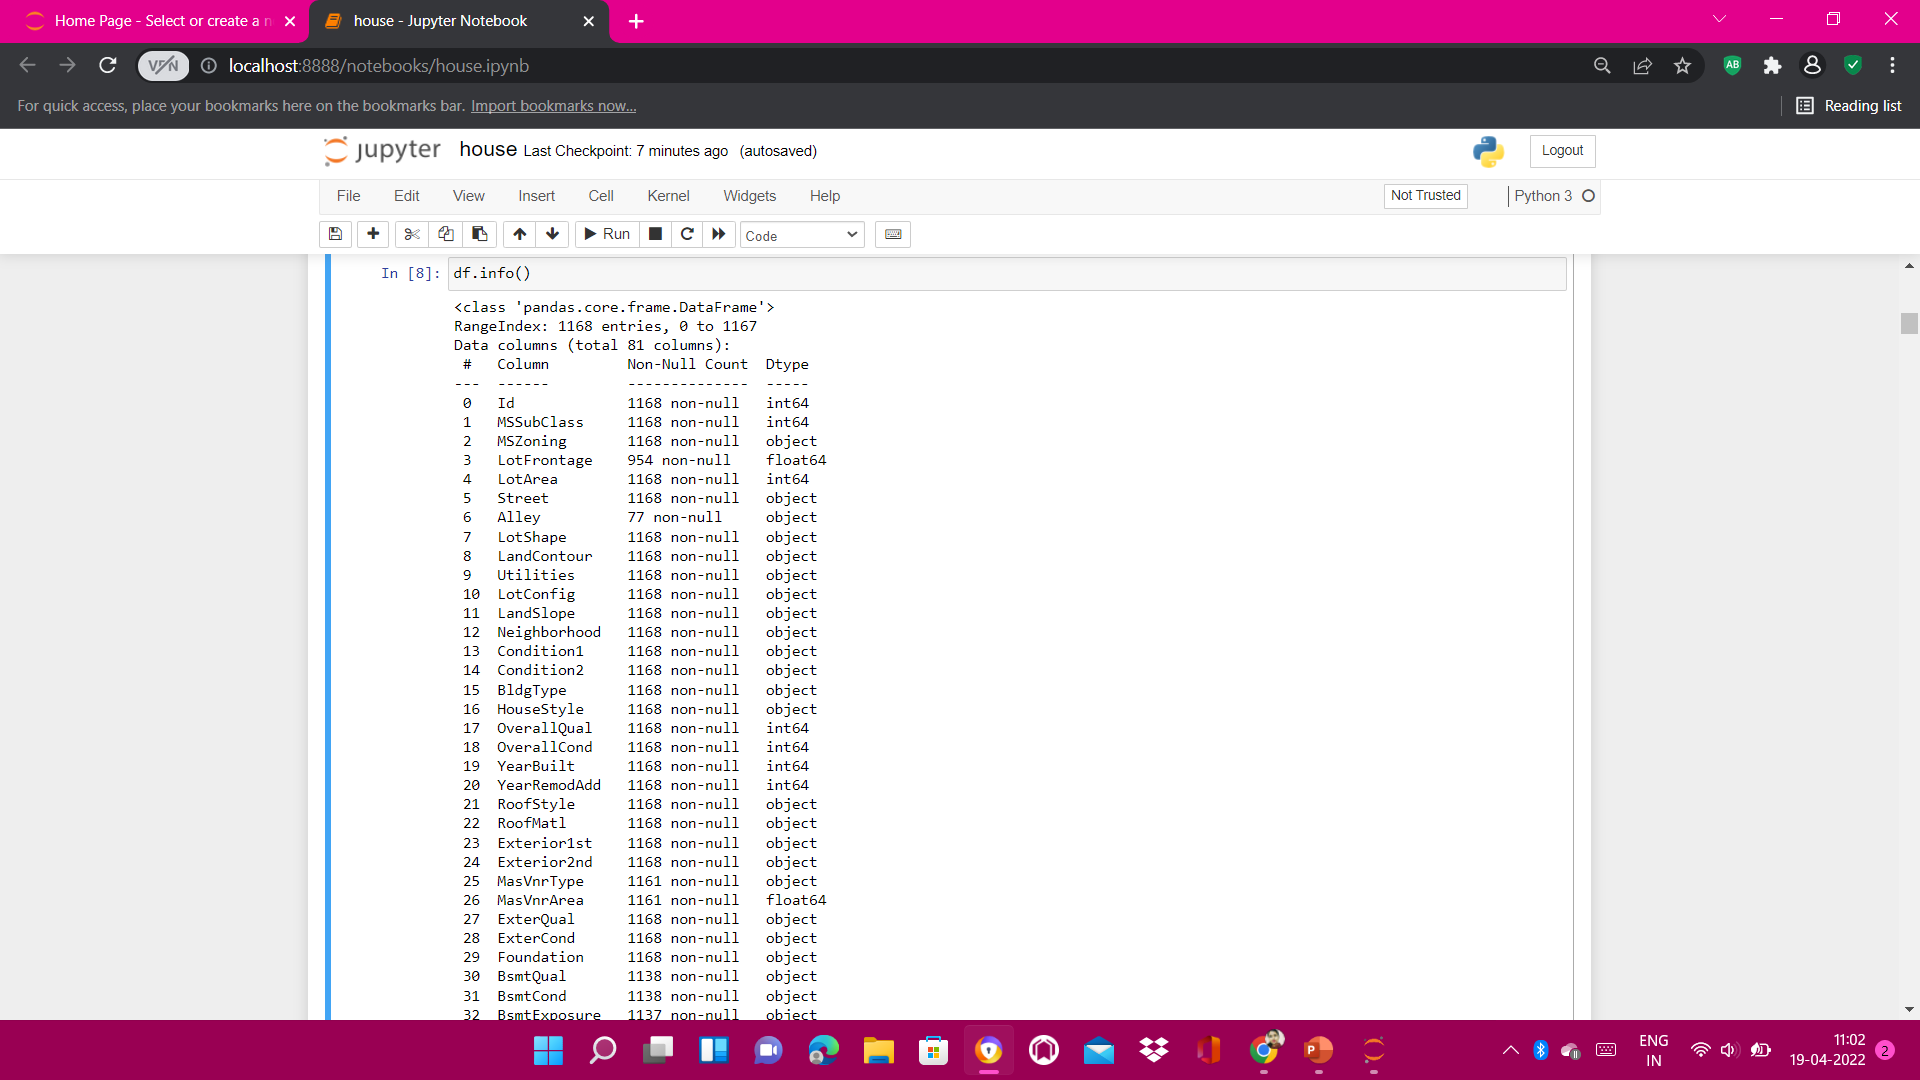 Home Page - Select or create a n
house - Jupyter Notebook
VPN
localhost:8888/notebooks/house.ipynb
AB
For quick access, place your bookmarks here on the bookmarks bar. Import bookmarks now...
Reading list
jupyter house Last Checkpoint: 7 minutes ago (autosaved)
Logout
File Edit View Insert Cell Kernel Widgets Help
Not Trusted
Python 3
Run
Code
In [8]: df.info()
<class 'pandas.core.frame.DataFrame'>
RangeIndex: 1168 entries, 0 to 1167
Data columns (total 81 columns):
# Column Non-Null Count Dtype
--- ------ -------------- -----
0 Id 1168 non-null int64
1 MSSubClass 1168 non-null int64
2 MSZoning 1168 non-null object
3 LotFrontage 954 non-null float64
4 LotArea 1168 non-null int64
5 Street 1168 non-null object
6 Alley 77 non-null object
7 LotShape 1168 non-null object
8 LandContour 1168 non-null object
9 Utilities 1168 non-null object
10 LotConfig 1168 non-null object
11 LandSlope 1168 non-null object
12 Neighborhood 1168 non-null object
13 Condition1 1168 non-null object
14 Condition2 1168 non-null object
15 BldgType 1168 non-null object
16 HouseStyle 1168 non-null object
17 OverallQual 1168 non-null int64
18 OverallCond 1168 non-null int64
19 YearBuilt 1168 non-null int64
20 YearRemodAdd 1168 non-null int64
21 RoofStyle 1168 non-null object
22 RoofMatl 1168 non-null object
23 Exterior1st 1168 non-null object
24 Exterior2nd 1168 non-null object
25 MasVnrType 1161 non-null object
26 MasVnrArea 1161 non-null float64
27 ExterQual 1168 non-null object
28 ExterCond 1168 non-null object
29 Foundation 1168 non-null object
30 BsmtQual 1138 non-null object
31 BsmtCond 1138 non-null object
32 BsmtExposure 1137 non-null object
ENG
IN
11:02
19-04-2022
2